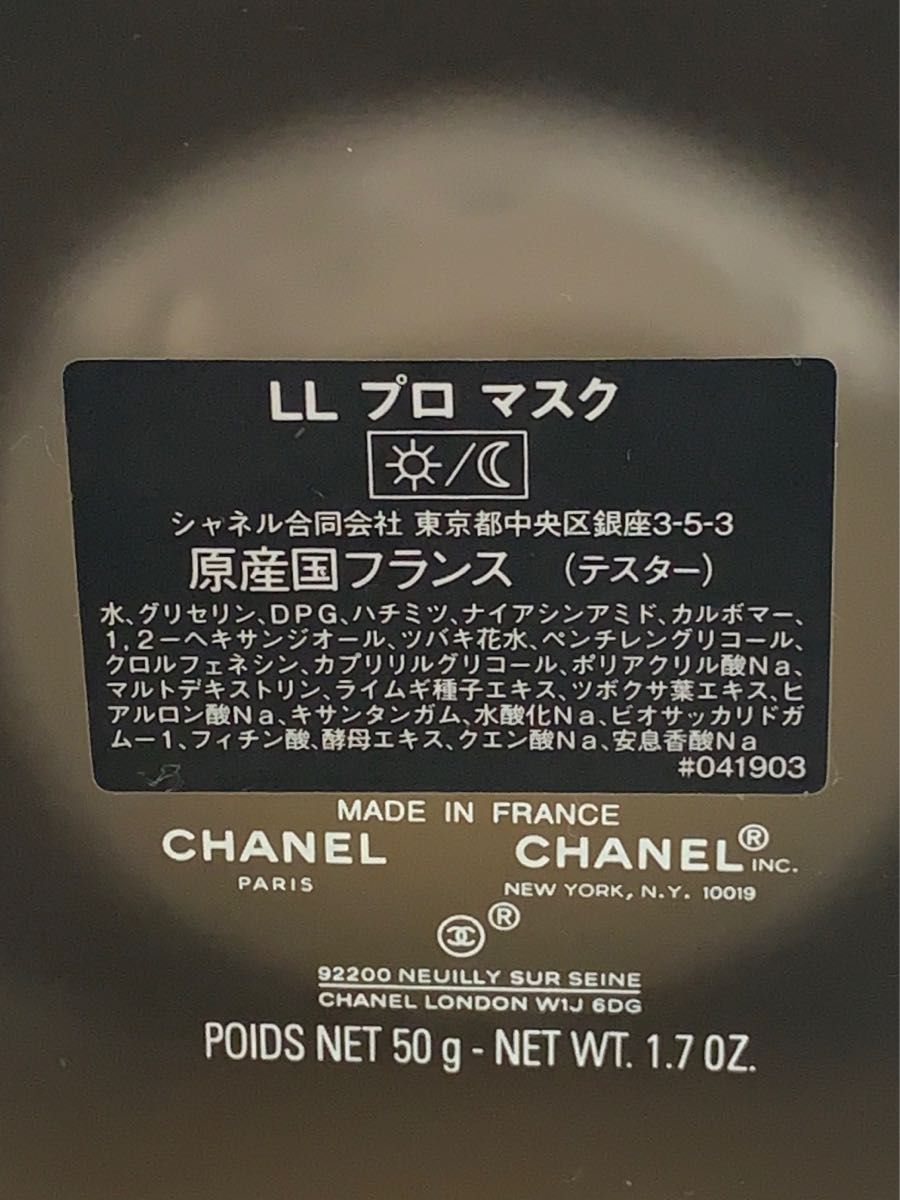 LL プロ マスク
/
シャネル合同会社 東京都中央区銀座3-5-3
原産国フランス (テスター)
水、グリセリン、DPG、ハチミツ、ナイアシンアミド、カルボマー、
1,2ーヘキサンジオール、ツバキ花水、ペンチレングリコール、
クロルフェネシン、カプリリルグリコール、ポリアクリル酸Na、
マルトデキストリン、ライムギ種子エキス、ツボクサ葉エキス、ヒ
アルロン酸Na、キサンタンガム、水酸化Na、ビオサッカリドガ
ムー1、フィチン酸、酵母エキス、クエン酸Na、安息香酸Na
#041903
MADE IN FRANCE
CHANEL CHANEL® INC.
PARIS NEW YORK, N.Y. 10019
®
92200 NEUILLY SUR SEINE
CHANEL LONDON W1J 6DG
POIDS NET 50 g - NET WT. 1.7 OZ.